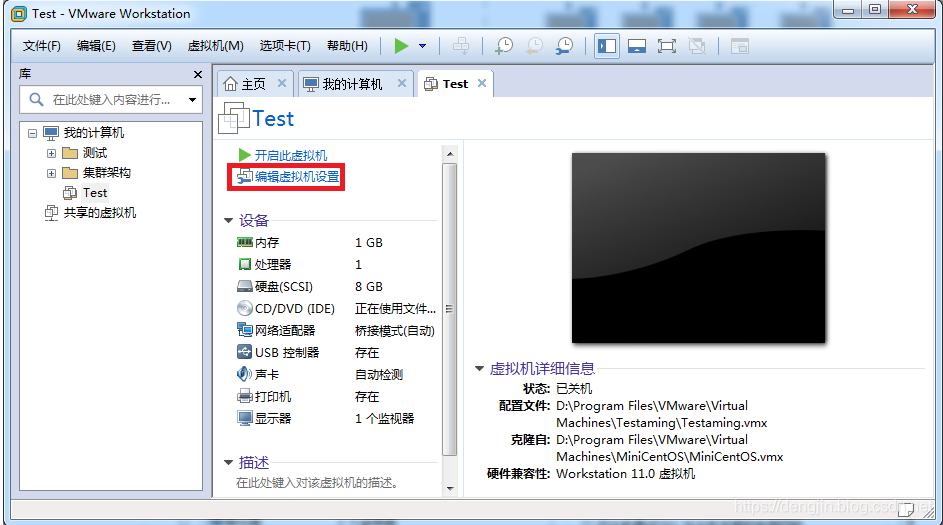 Test - VMware Workstation
文件(F) 编辑(E) 查看(V) 虚拟机(M) 选项卡(T) 帮助(H)
库
在此处键入内容进行...
我的计算机
测试
集群架构
Test
共享的虚拟机
主页 我的计算机 Test
Test
开启此虚拟机
编辑虚拟机设置
设备
内存 1 GB
处理器 1
硬盘(SCSI) 8 GB
CD/DVD (IDE) 正在使用文件...
网络适配器 桥接模式(自动)
USB 控制器 存在
声卡 自动检测
打印机 存在
显示器 1 个监视器
描述
在此处键入对该虚拟机的描述。
虚拟机详细信息
状态: 已关机
配置文件: D:\Program Files\VMware\Virtual
Machines\Testaming\Testaming.vmx
克隆自: D:\Program Files\VMware\Virtual
Machines\MiniCentOS\MiniCentOS.vmx
硬件兼容性: Workstation 11.0 虚拟机
https://dengjin.blog.csdn.net